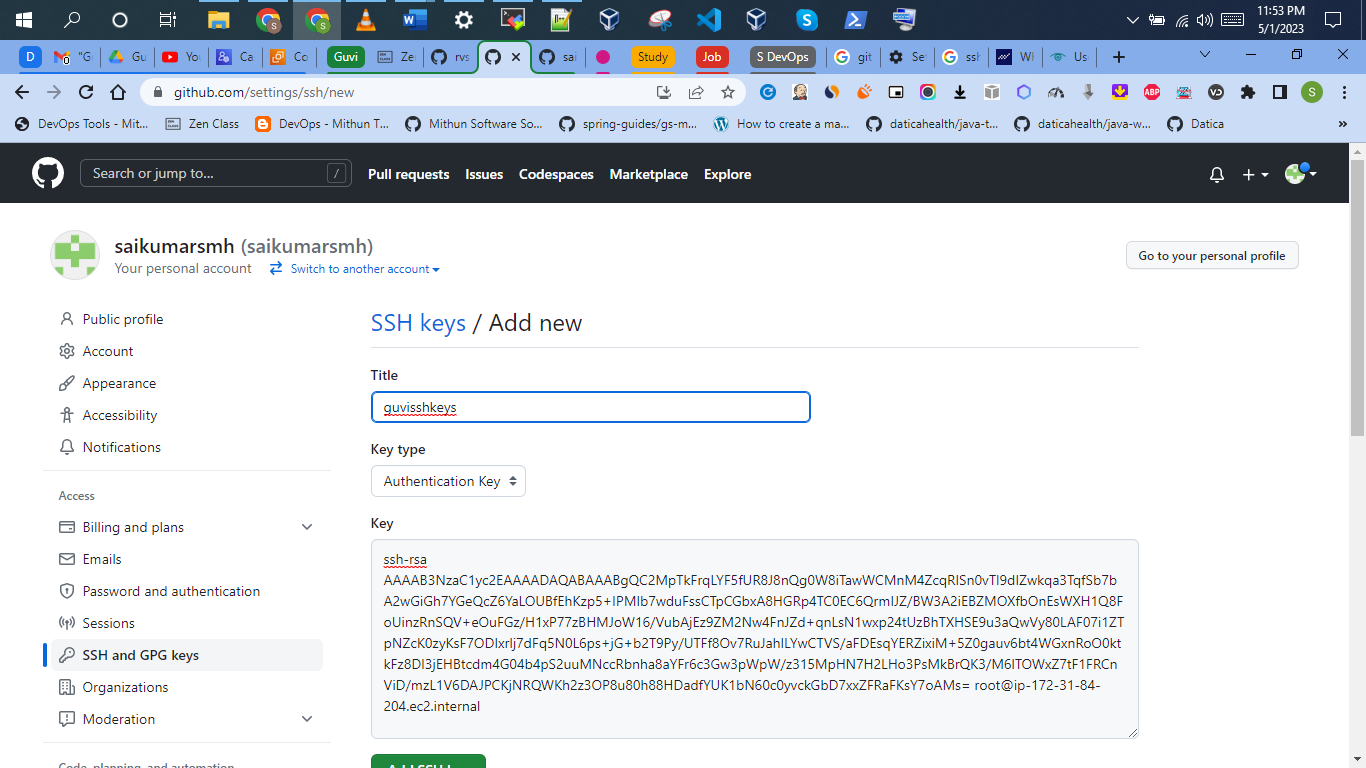 11:53 PM
5/1/2023
D
"G
Gu
You
Ca
Co
Guvi
Ze
rvs
sai
Study
Job
S DevOps
git
Se
ssh
Wh
Us
github.com/settings/ssh/new
ABP
VD
S
DevOps Tools - Mit...
Zen Class
DevOps - Mithun T...
Mithun Software So...
spring-guides/gs-m...
How to create a ma...
daticahealth/java-t...
daticahealth/java-w...
Datica
»
Search or jump to...
/
Pull requests
Issues
Codespaces
Marketplace
Explore
saikumarsmh (saikumarsmh)
Your personal account
Switch to another account
Go to your personal profile
Public profile
Account
Appearance
Accessibility
Notifications
Access
Billing and plans
Emails
Password and authentication
Sessions
SSH and GPG keys
Organizations
Moderation
SSH keys / Add new
Title
guvisshkeys
Key type
Authentication Key
Key
ssh-rsa
AAAAB3NzaC1yc2EAAAADAQABAAABgQC2MpTkFrqLYF5fUR8J8nQg0W8iTawWCMnM4ZcqRISn0vTI9dIZwkqa3TqfSb7b
A2wGiGh7YGeQcZ6YaLOUBfEhKzp5+IPMIb7wduFssCTpCGbxA8HGRp4TC0EC6QrmIJZ/BW3A2iEBZMOXfbOnEsWXH1Q8F
oUinzRnSQV+eOuFGz/H1xP77zBHMJoW16/VubAjEz9ZM2Nw4FnJZd+qnLsN1wxp24tUzBhTXHSE9u3aQwVy80LAF07i1ZT
pNZcK0zyKsF7ODIxrIj7dFq5N0L6ps+jG+b2T9Py/UTFf8Ov7RuJahILYwCTVS/aFDEsqYERZixiM+5Z0gauv6bt4WGxnRoO0kt
kFz8DI3jEHBtcdm4G04b4pS2uuMNccRbnha8aYFr6c3Gw3pWpW/z315MpHN7H2LHo3PsMkBrQK3/M6ITOWxZ7tF1FRCn
ViD/mzL1V6DAJPCKjNRQWKh2z3OP8u80h88HDadfYUK1bN60c0yvckGbD7xxZFRaFKsY7oAMs= root@ip-172-31-84-
204.ec2.internal